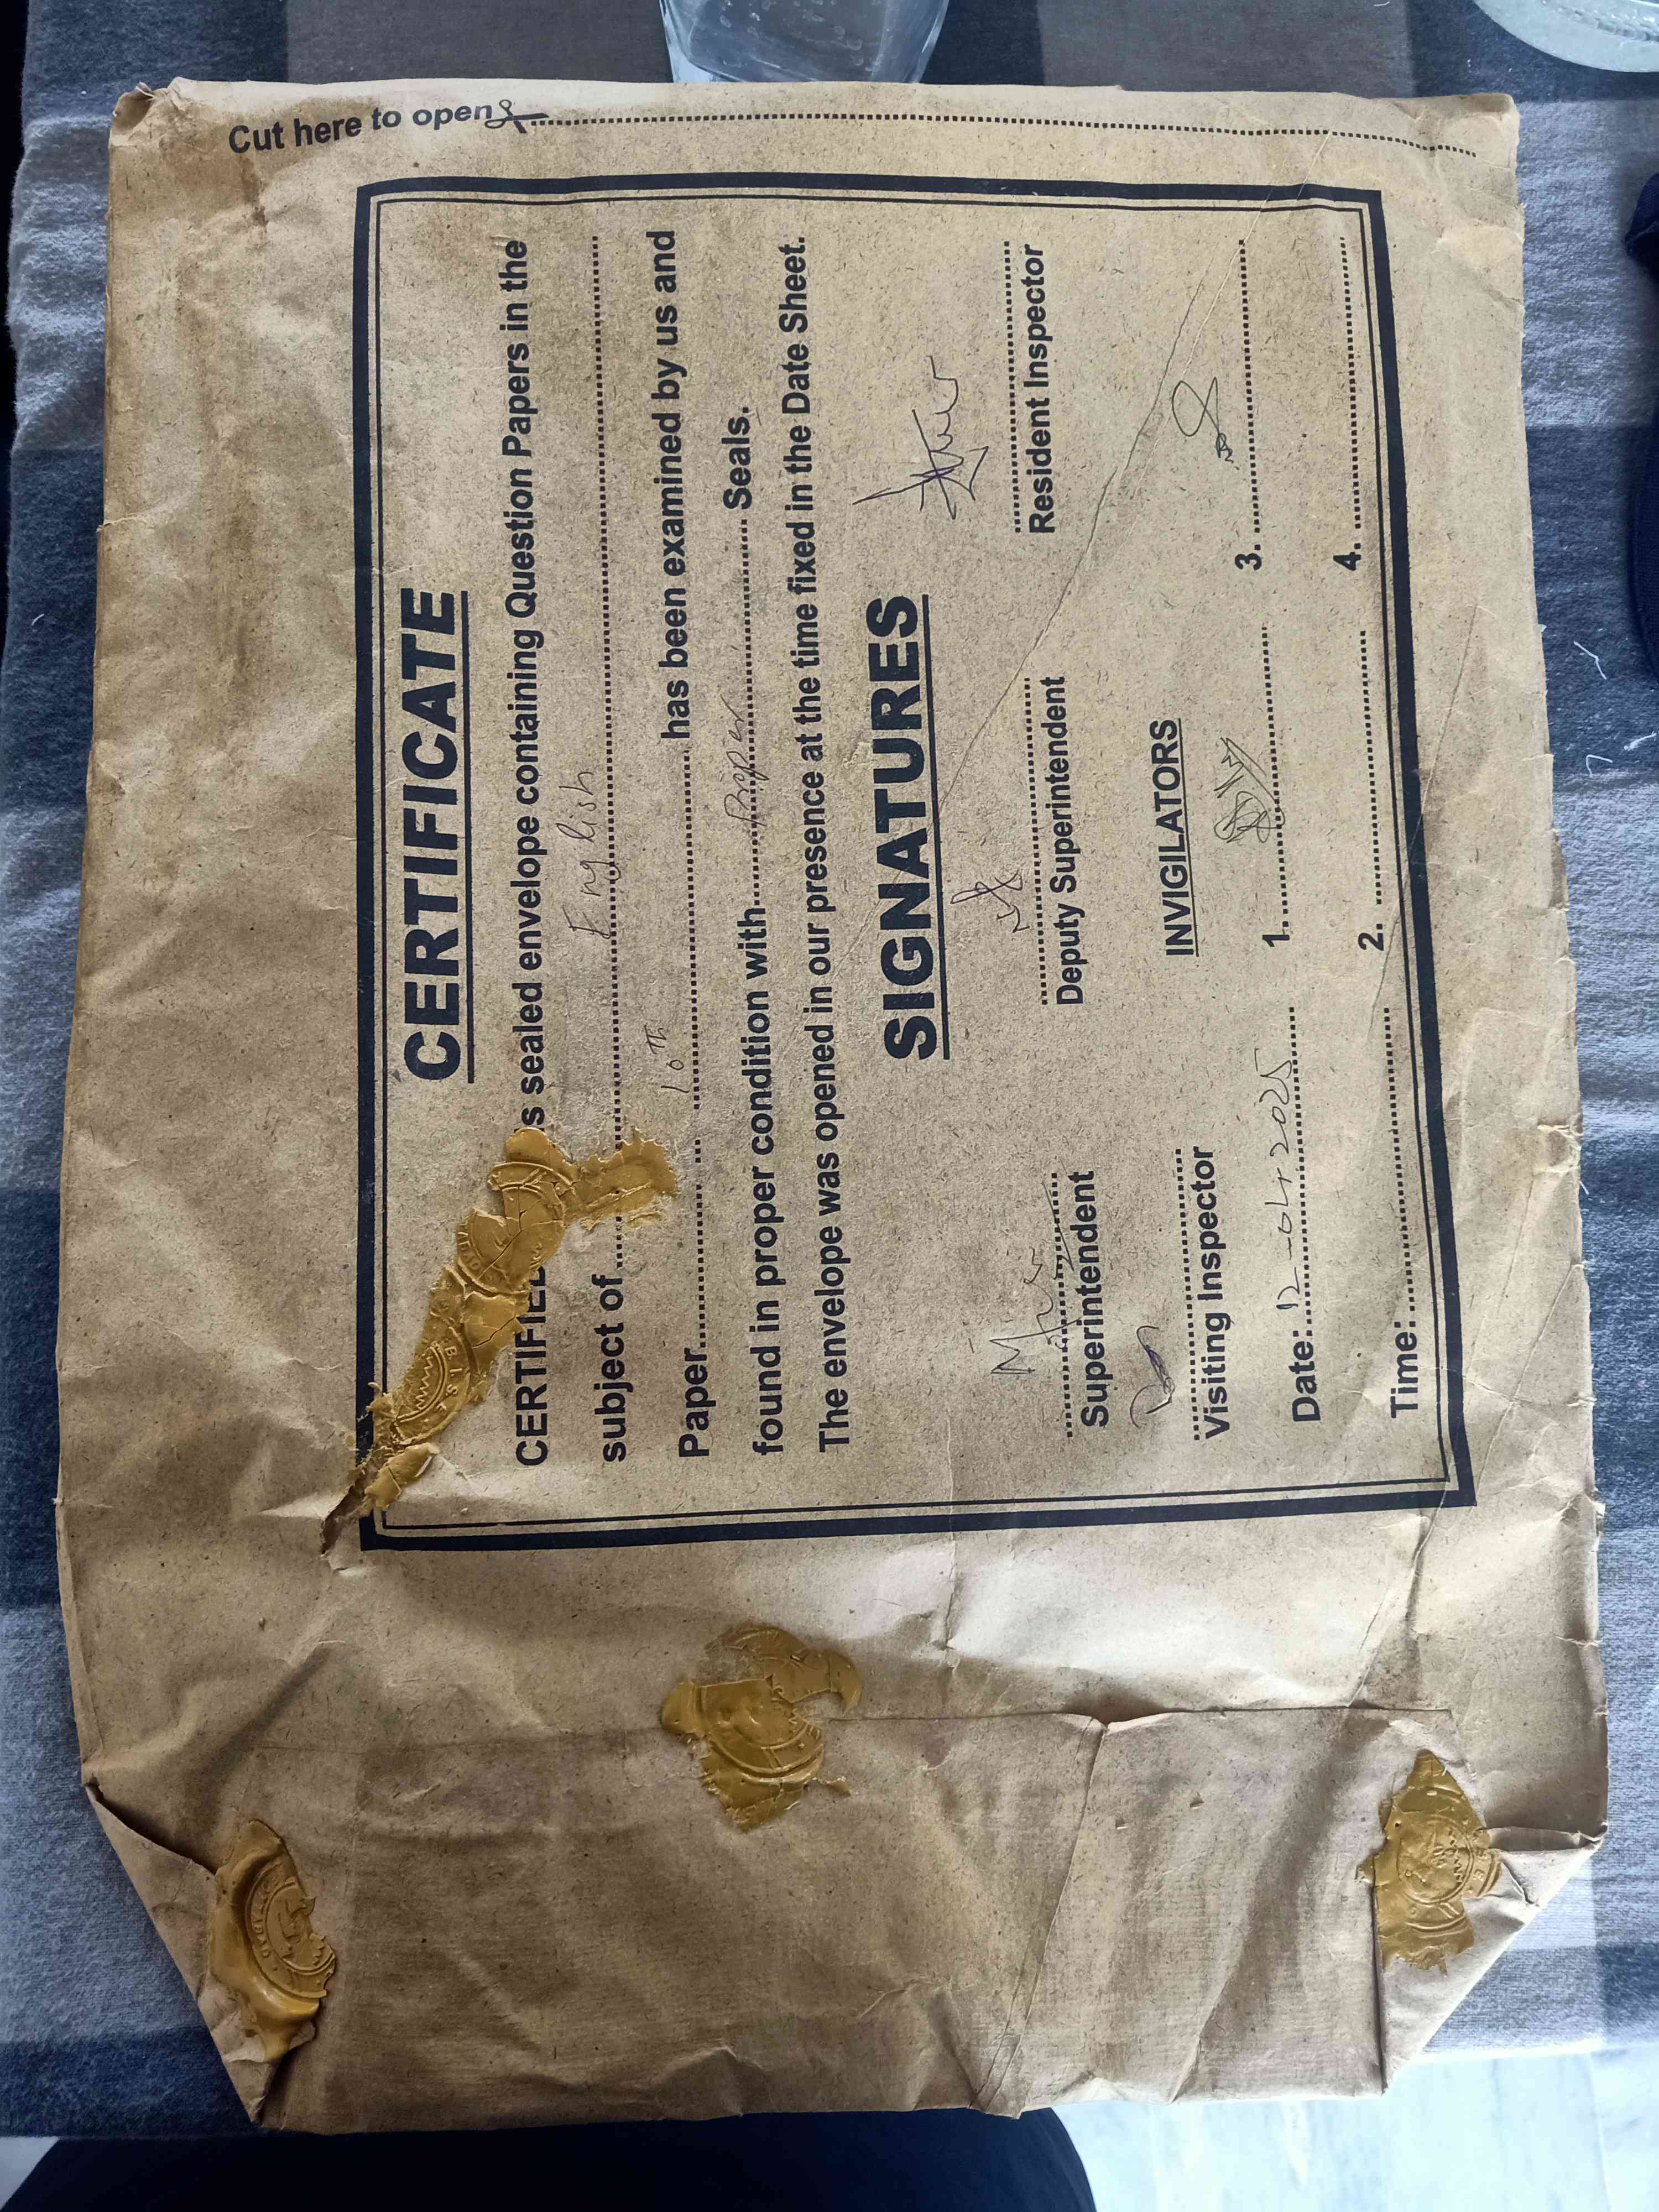 Cut here to open
CERTIFICATE
CERTIFIED s sealed envelope containing Question Papers in the
subject of.......... English ..........
Paper.......... 10th .......... has been examined by us and
found in proper condition with.......... Proper .......... Seals.
The envelope was opened in our presence at the time fixed in the Date Sheet.
SIGNATURES
Superintendent Deputy Superintendent Resident Inspector
Visiting Inspector
INVIGILATORS
Date: 12-04-2025 1. 3.
Time: 2. 4.
BISE